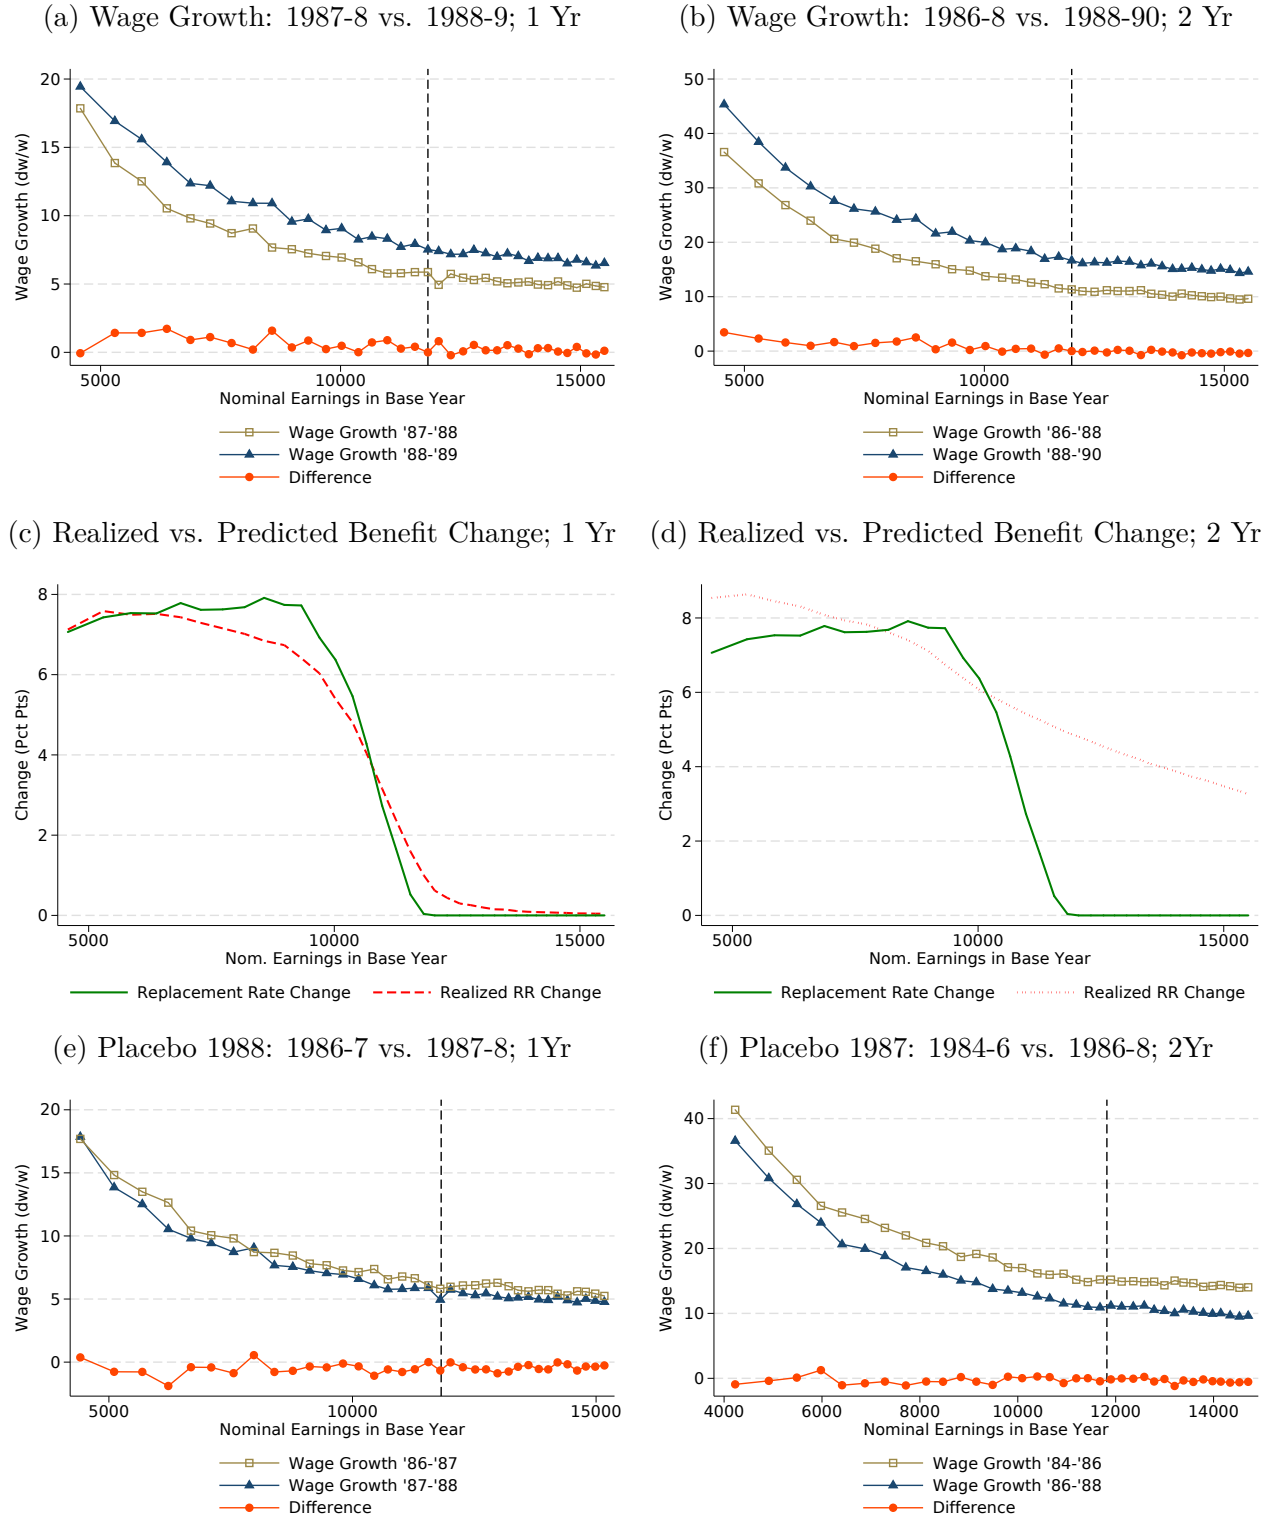 (a) Wage Growth: 1987-8 vs. 1988-9; 1 Yr
Wage Growth (dw/w)
20
15
10
5
0
5000 10000 15000
Nominal Earnings in Base Year
Wage Growth '87-'88
Wage Growth '88-'89
Difference
(b) Wage Growth: 1986-8 vs. 1988-90; 2 Yr
Wage Growth (dw/w)
50
40
30
20
10
0
5000 10000 15000
Nominal Earnings in Base Year
Wage Growth '86-'88
Wage Growth '88-'90
Difference
(c) Realized vs. Predicted Benefit Change; 1 Yr
Change (Pct Pts)
8
6
4
2
0
5000 10000 15000
Nom. Earnings in Base Year
Replacement Rate Change Realized RR Change
(d) Realized vs. Predicted Benefit Change; 2 Yr
Change (Pct Pts)
8
6
4
2
0
5000 10000 15000
Nom. Earnings in Base Year
Replacement Rate Change Realized RR Change
(e) Placebo 1988: 1986-7 vs. 1987-8; 1Yr
Wage Growth (dw/w)
20
15
10
5
0
5000 10000 15000
Nominal Earnings in Base Year
Wage Growth '86-'87
Wage Growth '87-'88
Difference
(f) Placebo 1987: 1984-6 vs. 1986-8; 2Yr
Wage Growth (dw/w)
40
30
20
10
0
4000 6000 8000 10000 12000 14000
Nominal Earnings in Base Year
Wage Growth '84-'86
Wage Growth '86-'88
Difference